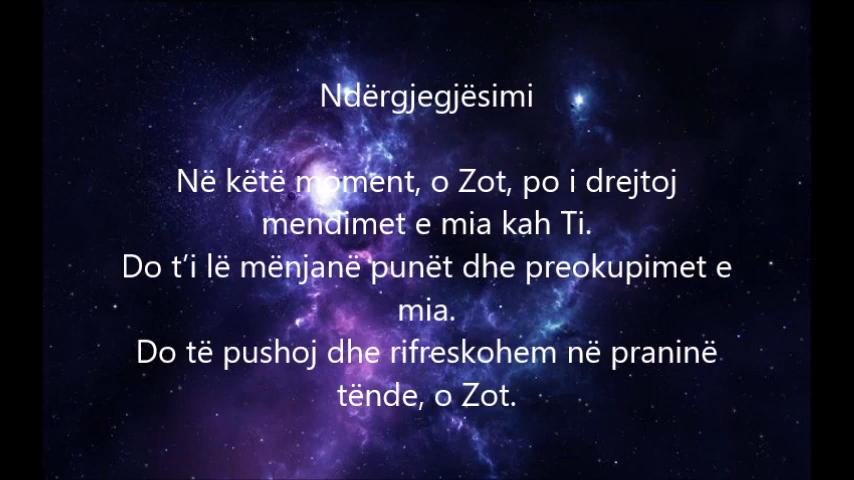 Ndërgjegjësimi
Në këtë moment, o Zot, po i drejtoj
mendimet e mia kah Ti.
Do t’i lë mënjanë punët dhe preokupimet e
mia.
Do të pushoj dhe rifreskohem në praninë
tënde, o Zot.